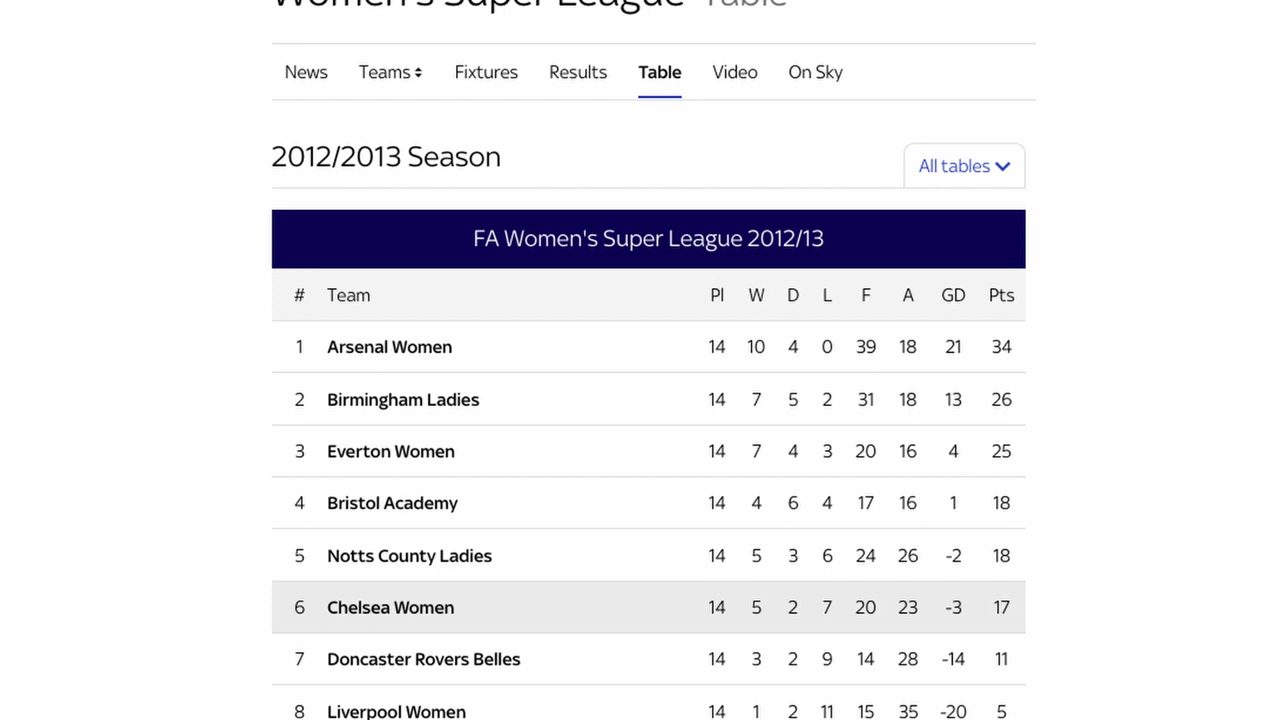 Women's Super League Table
News Teams Fixtures Results Table Video On Sky
2012/2013 Season
All tables
FA Women's Super League 2012/13
# Team Pl W D L F A GD Pts
1 Arsenal Women 14 10 4 0 39 18 21 34
2 Birmingham Ladies 14 7 5 2 31 18 13 26
3 Everton Women 14 7 4 3 20 16 4 25
4 Bristol Academy 14 4 6 4 17 16 1 18
5 Notts County Ladies 14 5 3 6 24 26 -2 18
6 Chelsea Women 14 5 2 7 20 23 -3 17
7 Doncaster Rovers Belles 14 3 2 9 14 28 -14 11
8 Liverpool Women 14 1 2 11 15 35 -20 5